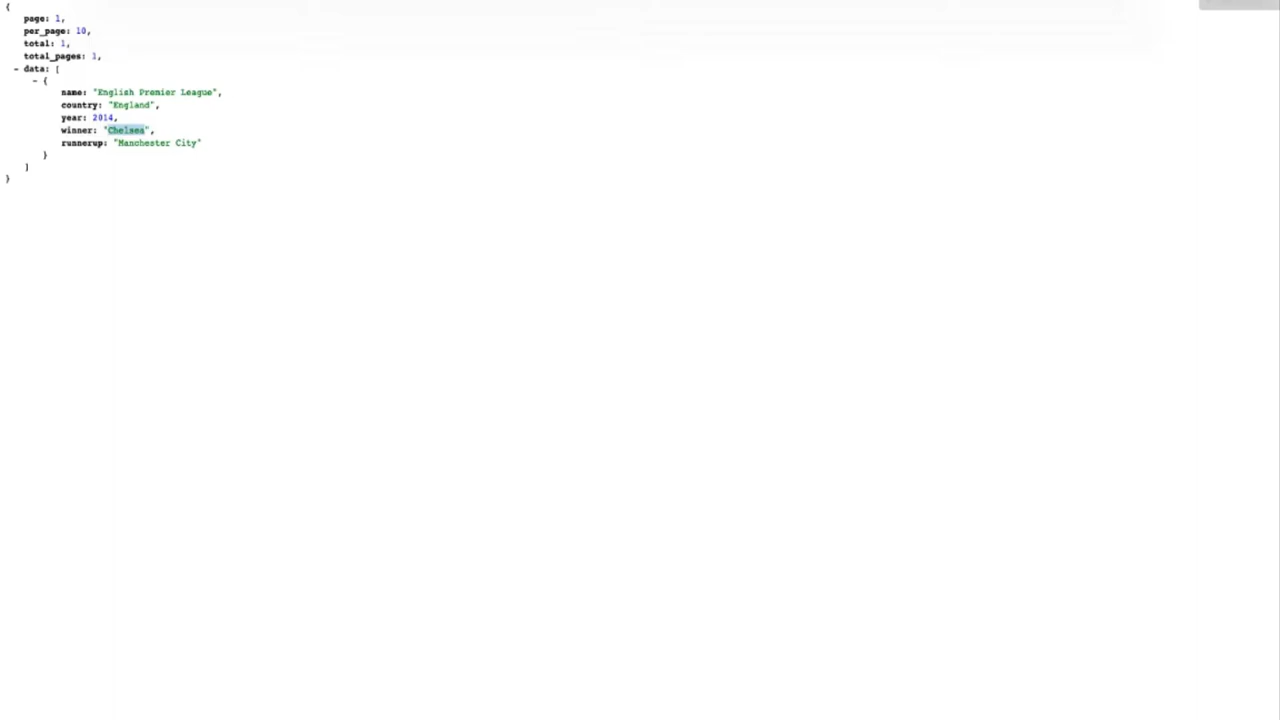 {
page: 1,
per_page: 10,
total: 1,
total_pages: 1,
- data: [
- {
name: "English Premier League",
country: "England",
year: 2014,
winner: "Chelsea",
runnerup: "Manchester City"
}
]
}